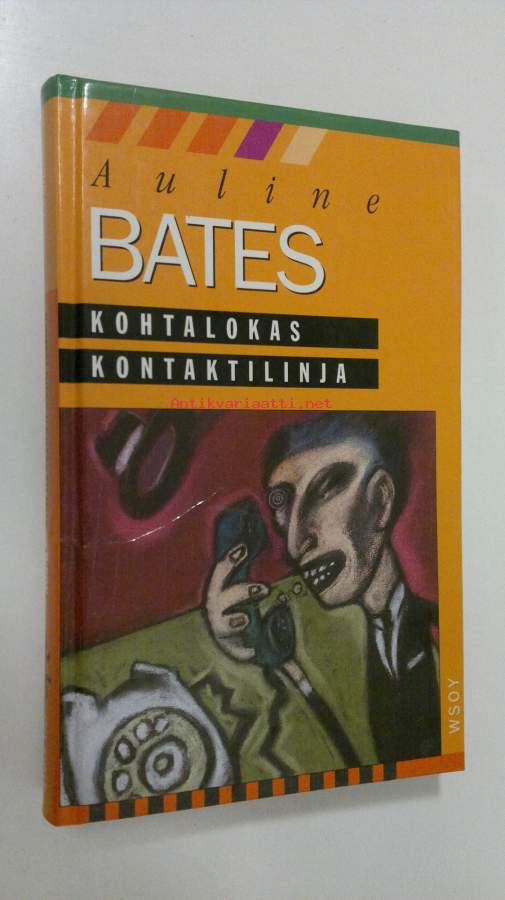 Auline
BATES
KOHTALOKAS
KONTAKTILINJA
Antikvariaatti.net
WSOY